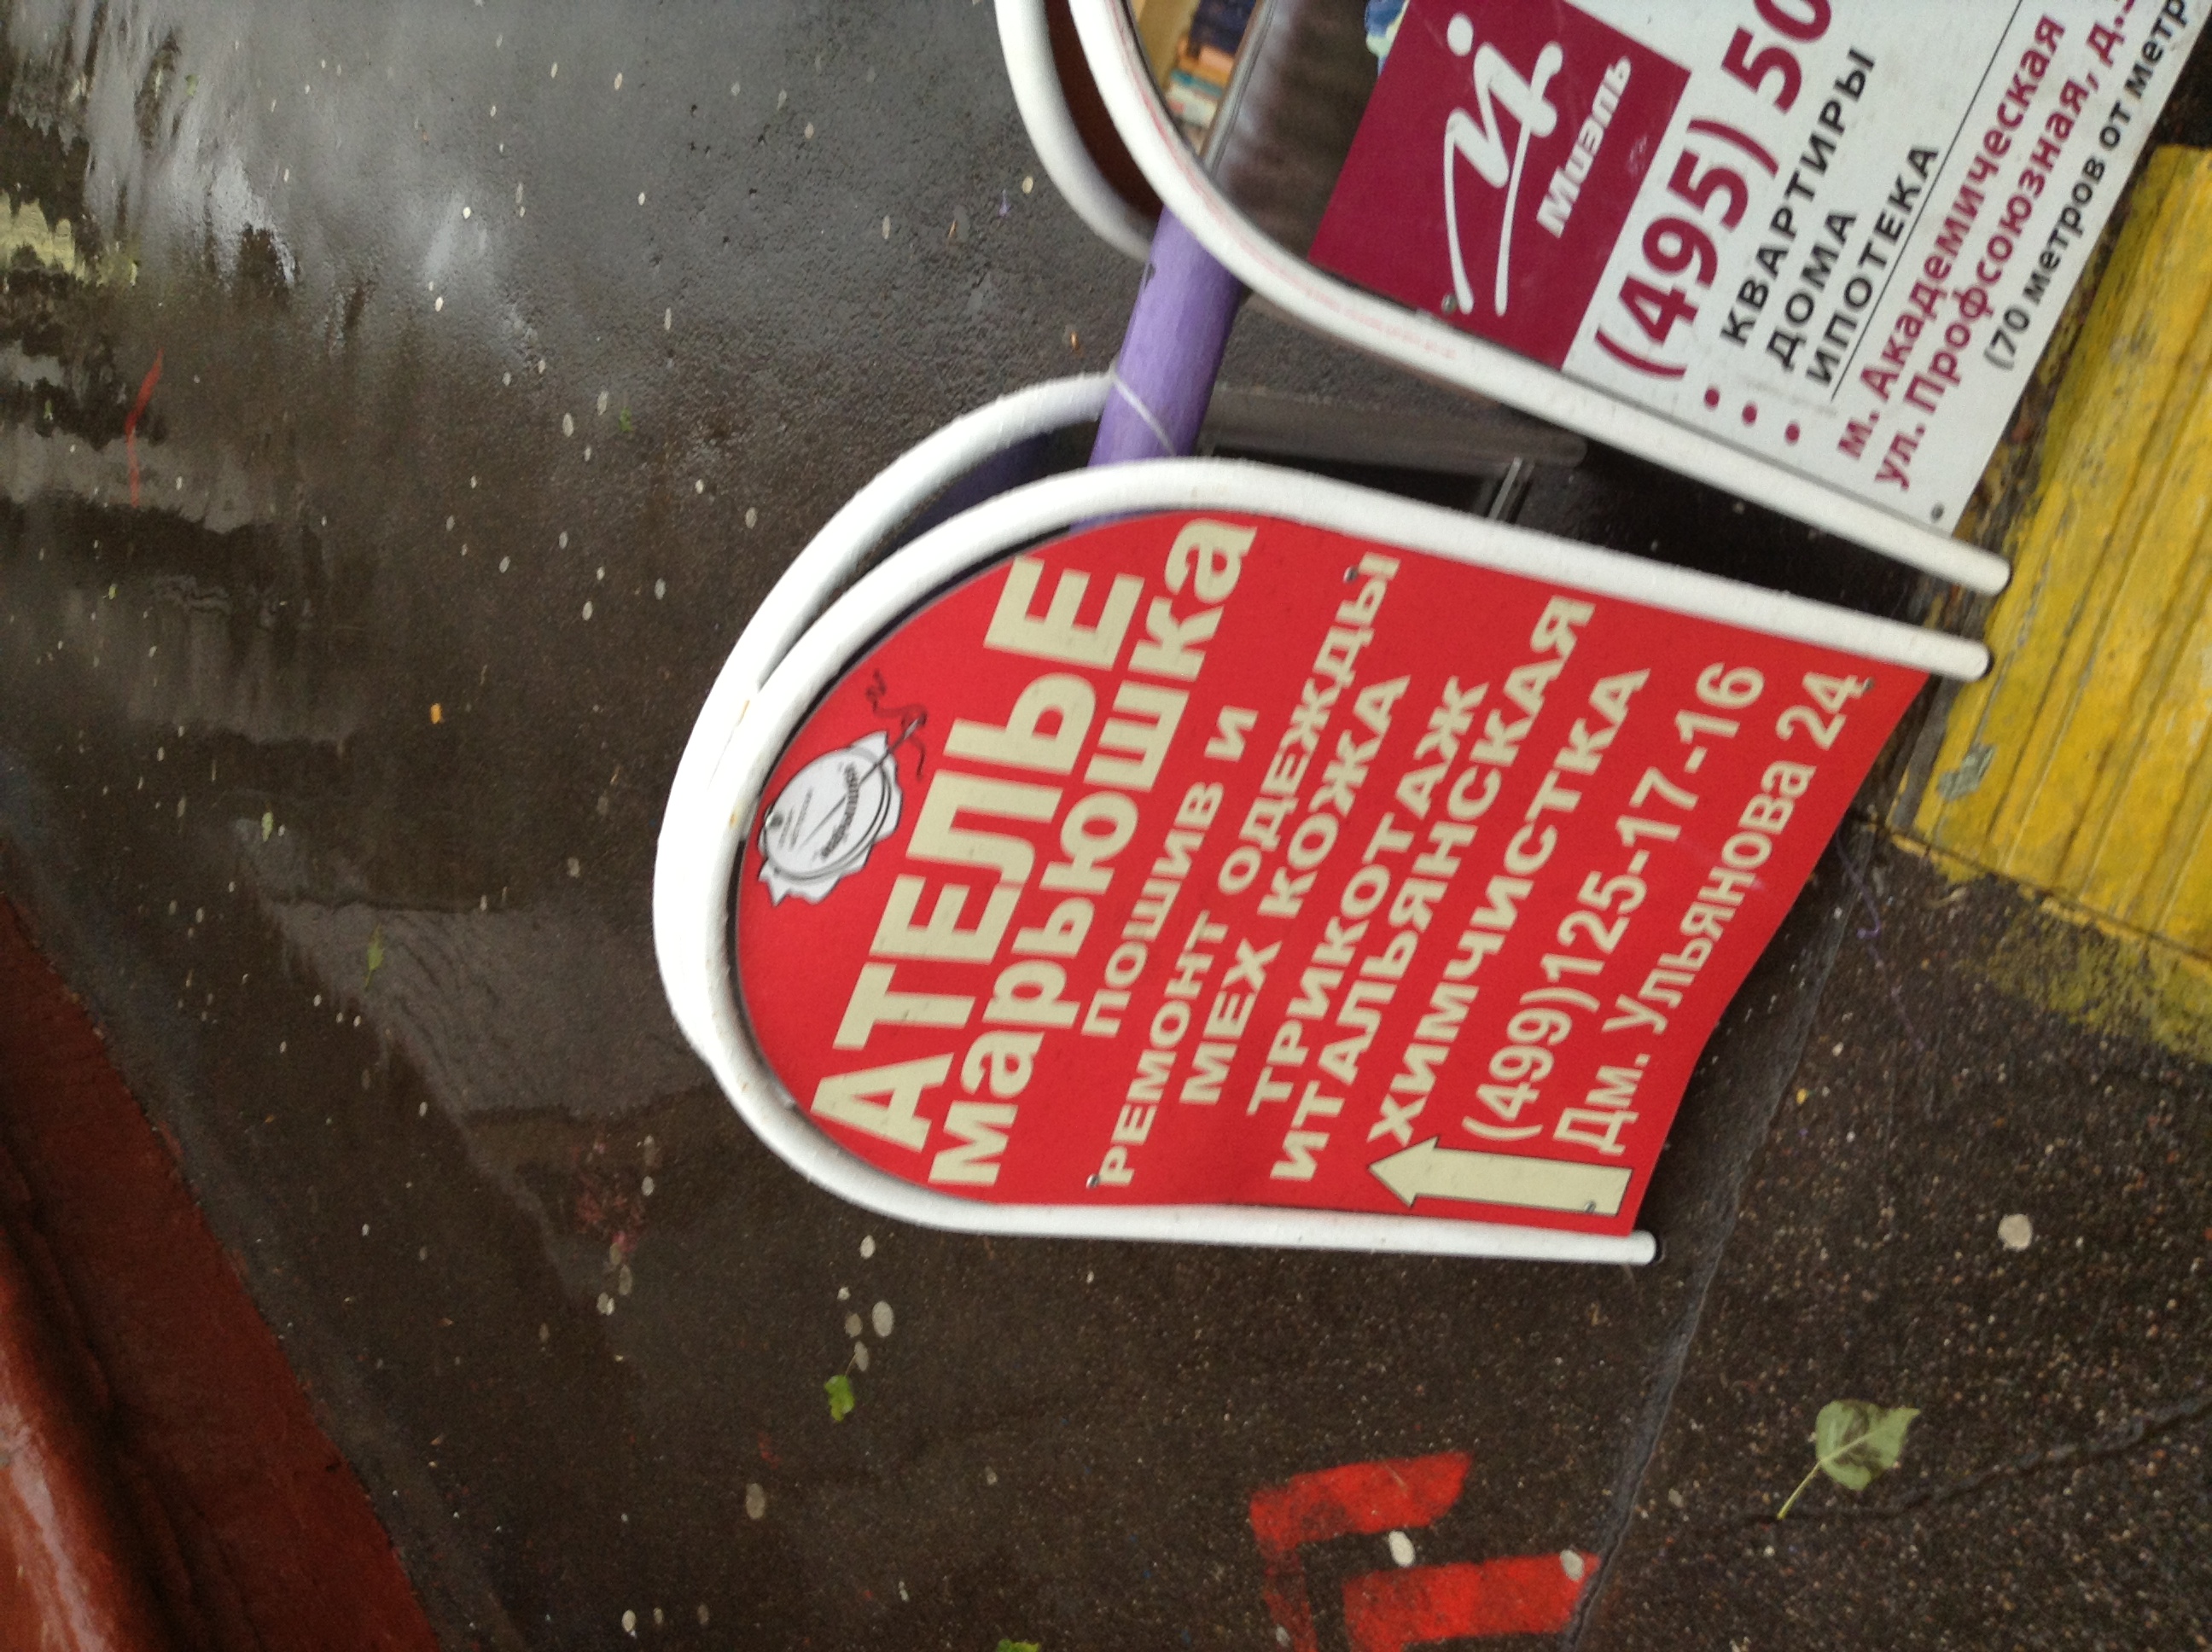 АТЕЛЬЕ
марьюшка
ПОШИВ И
РЕМОНТ ОДЕЖДЫ
МЕХ КОЖА
ТРИКОТАЖ
ИТАЛЬЯНСКАЯ
ХИМЧИСТКА
(499)125-17-16
Дм. Ульянова 24
Миэль
(495) 50
• КВАРТИРЫ
• ДОМА
• ИПОТЕКА
м. Академическая
ул. Профсоюзная, д.
(70 метров от метр